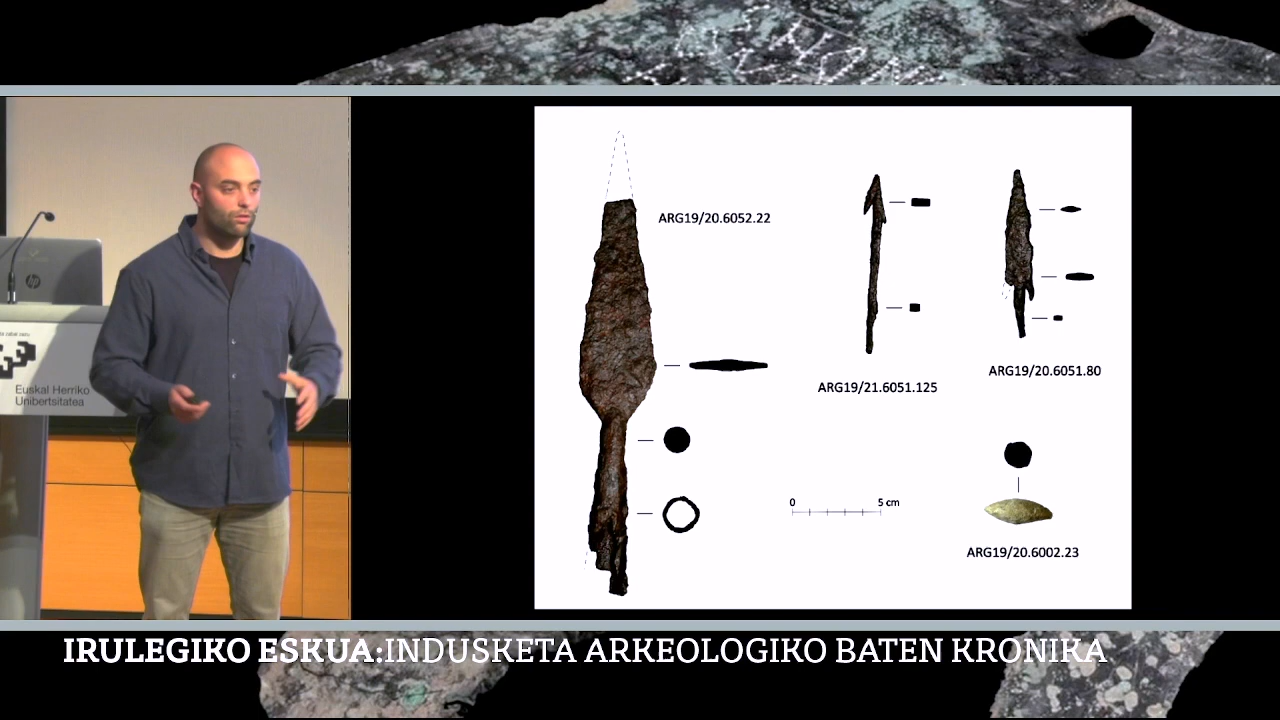 ARG19/20.6052.22
ARG19/21.6051.125
ARG19/20.6051.80
0 5 cm
ARG19/20.6002.23
hp
Euskal Herriko
Unibertsitatea
IRULEGIKO ESKUA:INDUSKETA ARKEOLOGIKO BATEN KRONIKA